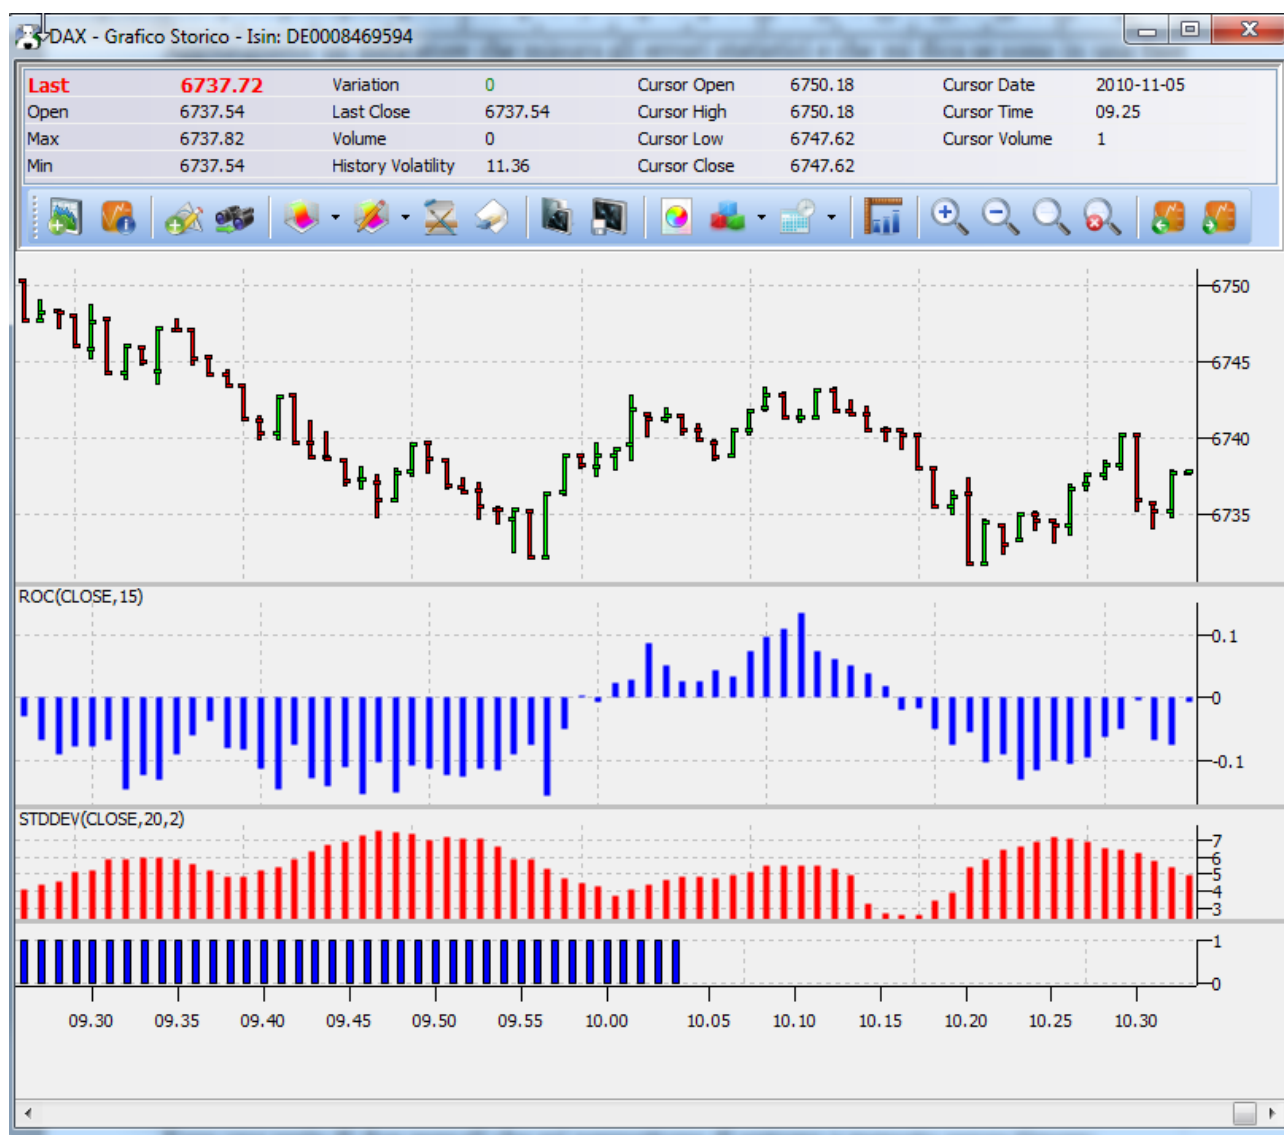 DAX - Grafico Storico - Isin: DE0008469594
Last 6737.72 Variation 0 Cursor Open 6750.18 Cursor Date 2010-11-05
Open 6737.54 Last Close 6737.54 Cursor High 6750.18 Cursor Time 09.25
Max 6737.82 Volume 0 Cursor Low 6747.62 Cursor Volume 1
Min 6737.54 History Volatility 11.36 Cursor Close 6747.62
6750
6745
6740
6735
ROC(CLOSE,15)
0.1
0
-0.1
STDDEV(CLOSE,20,2)
7
6
5
4
3
1
0
09.30 09.35 09.40 09.45 09.50 09.55 10.00 10.05 10.10 10.15 10.20 10.25 10.30